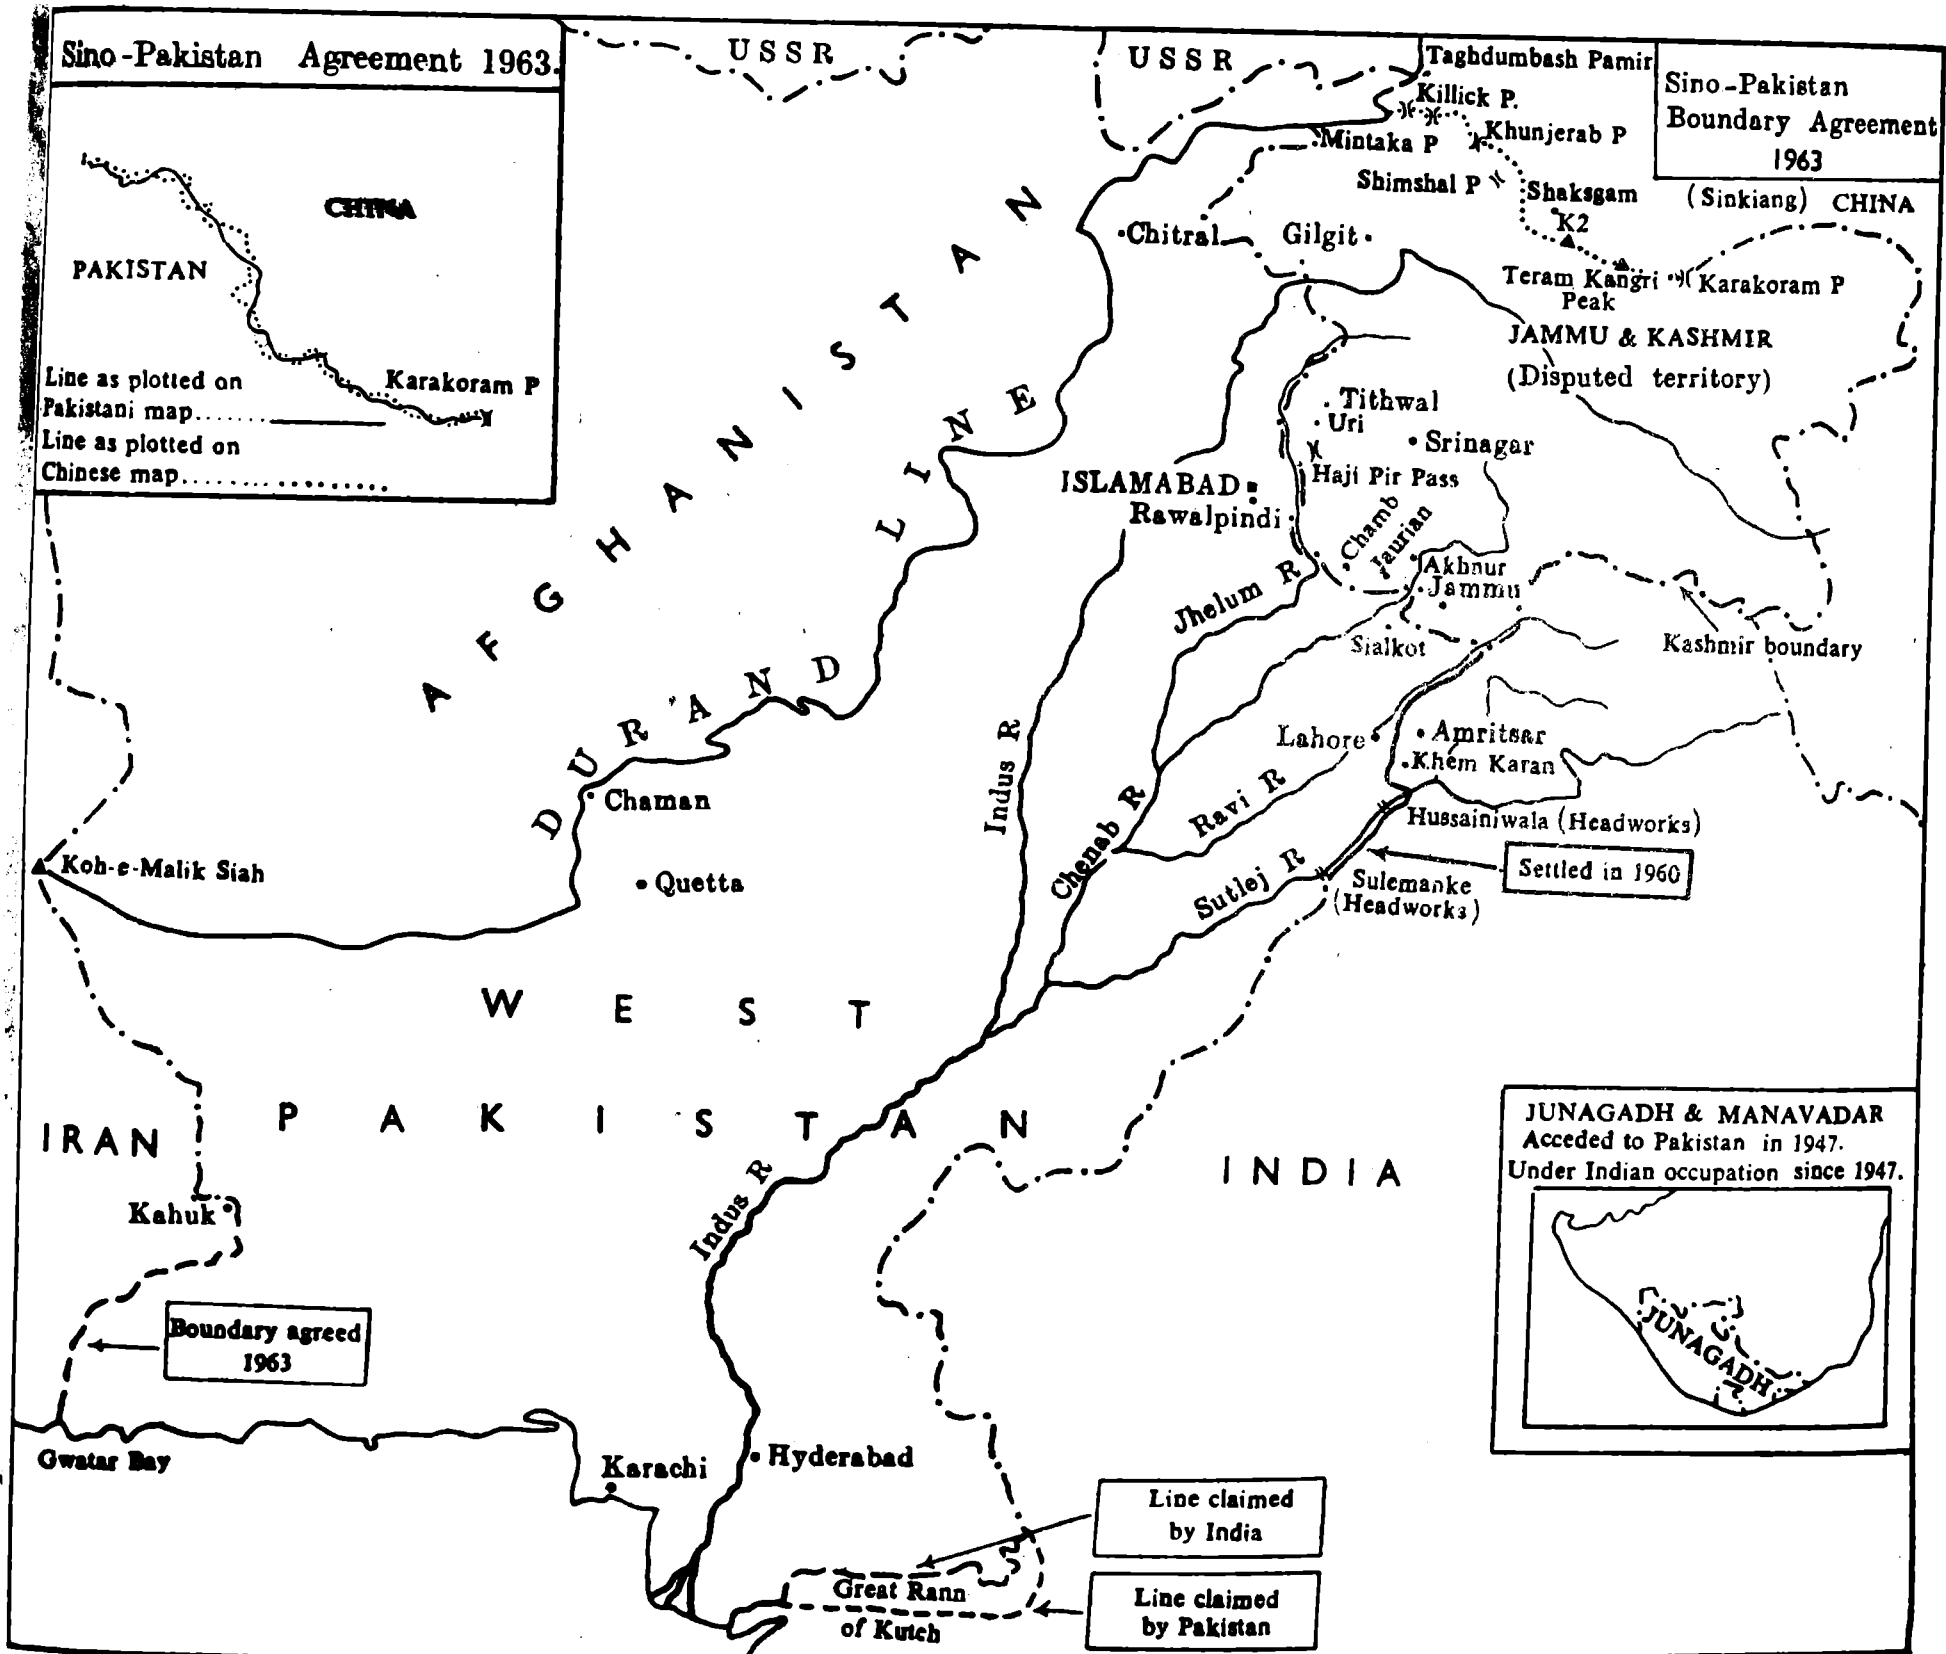 Sino-Pakistan Agreement 1963.
CHINA
PAKISTAN
Karakoram P
Line as plotted on
Pakistani map........
Line as plotted on
Chinese map.................
USSR
USSR
Taghdumbash Pamir
Sino-Pakistan
Boundary Agreement
1963
Killick P.
Mintaka P
Khunjerab P
Shimshal P
Shaksgam
K2
(Sinkiang) CHINA
Chitral
Gilgit
Teram Kangri
Peak
Karakoram P
JAMMU & KASHMIR
(Disputed territory)
AFGHANISTAN
DURAND LINE
Tithwal
Uri
Srinagar
Haji Pir Pass
ISLAMABAD
Rawalpindi
Chamb
Jaurian
Akhnur
Jammu
Jhelum R
Sialkot
Kashmir boundary
Lahore
Amritsar
Khem Karan
Indus R
Chenab R
Ravi R
Hussainiwala (Headworks)
Settled in 1960
Sutlej R
Sulemanke
(Headworks)
Chaman
Koh-e-Malik Siah
Quetta
WEST
PAKISTAN
IRAN
INDIA
Kahuk
Indus R
Boundary agreed
1963
JUNAGADH & MANAVADAR
Acceded to Pakistan in 1947.
Under Indian occupation since 1947.
JUNAGADH
Gwatar Bay
Karachi
Hyderabad
Line claimed
by India
Great Rann
of Kutch
Line claimed
by Pakistan